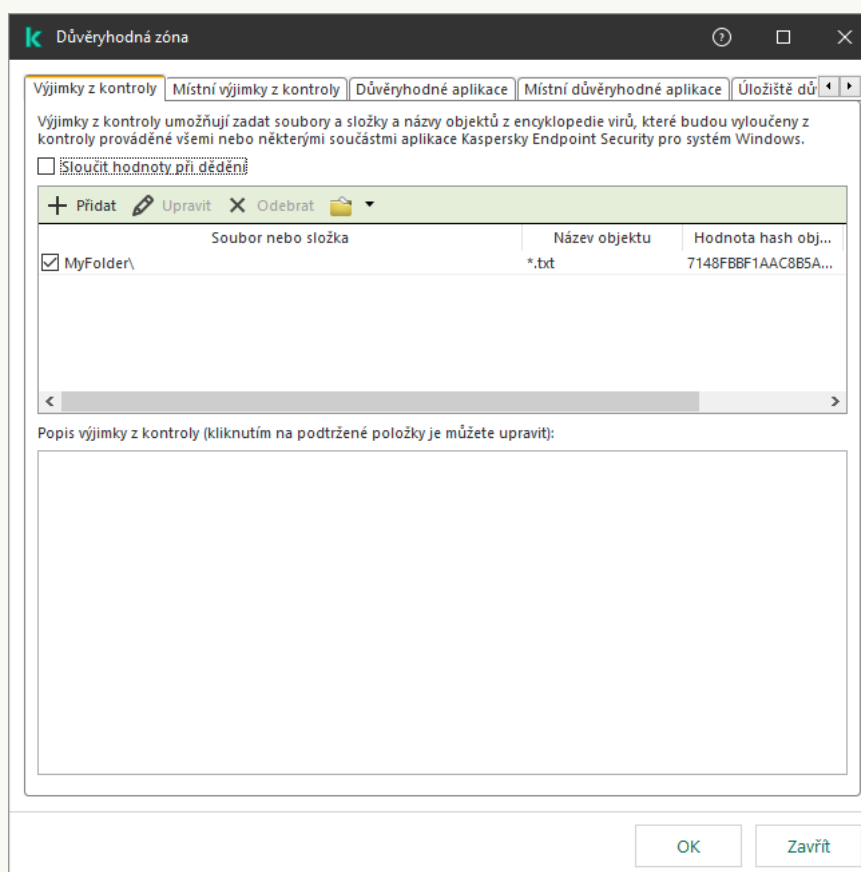 Důvěryhodná zóna
Výjimky z kontroly Místní výjimky z kontroly Důvěryhodné aplikace Místní důvěryhodné aplikace Úložiště dův
Výjimky z kontroly umožňují zadat soubory a složky a názvy objektů z encyklopedie virů, které budou vyloučeny z
kontroly prováděné všemi nebo některými součástmi aplikace Kaspersky Endpoint Security pro systém Windows.
Sloučit hodnoty při dědění
Přidat Upravit Odebrat
Soubor nebo složka Název objektu Hodnota hash obj...
MyFolder\ *.txt 7148FBBF1AAC8B5A...
Popis výjimky z kontroly (kliknutím na podtržené položky je můžete upravit):
OK Zavřít